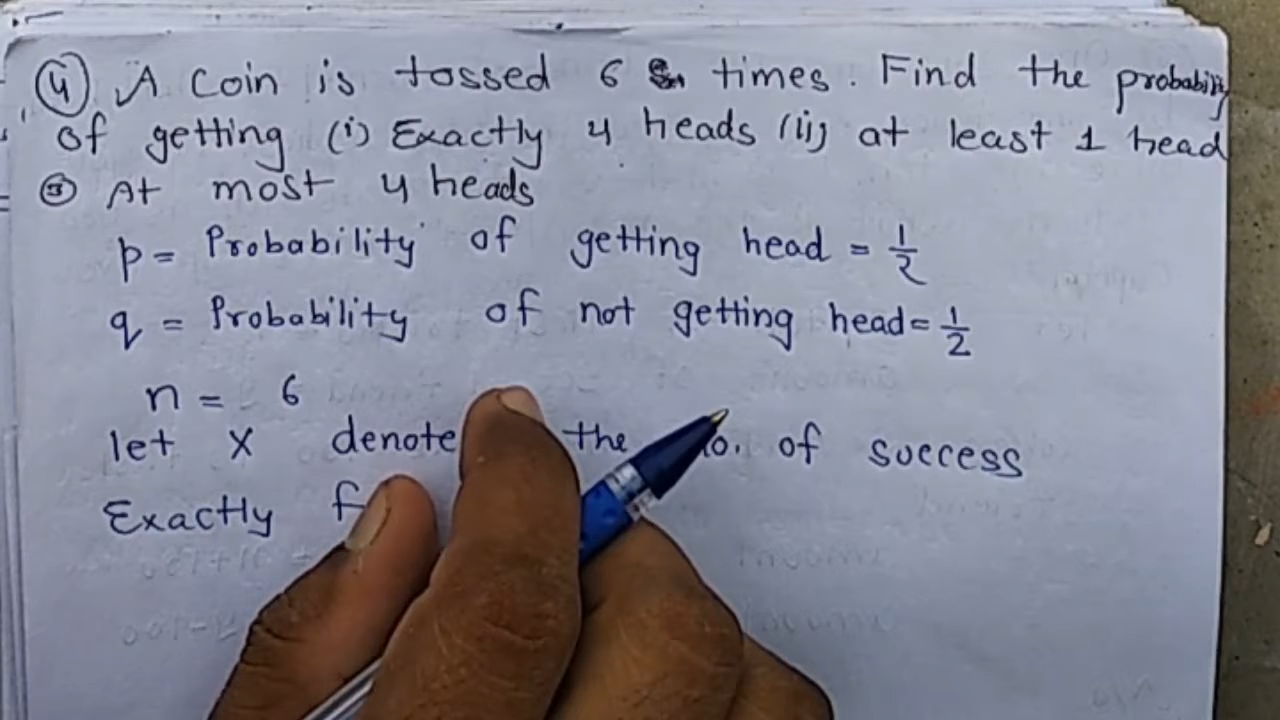 (4) A Coin is tossed 6 times. Find the probability
of getting (i) Exactly 4 heads (ii) at least 1 head
(3) At most 4 heads
p = Probability of getting head = 1/2
q = Probability of not getting head = 1/2
n = 6
let X denote the no. of success
Exactly